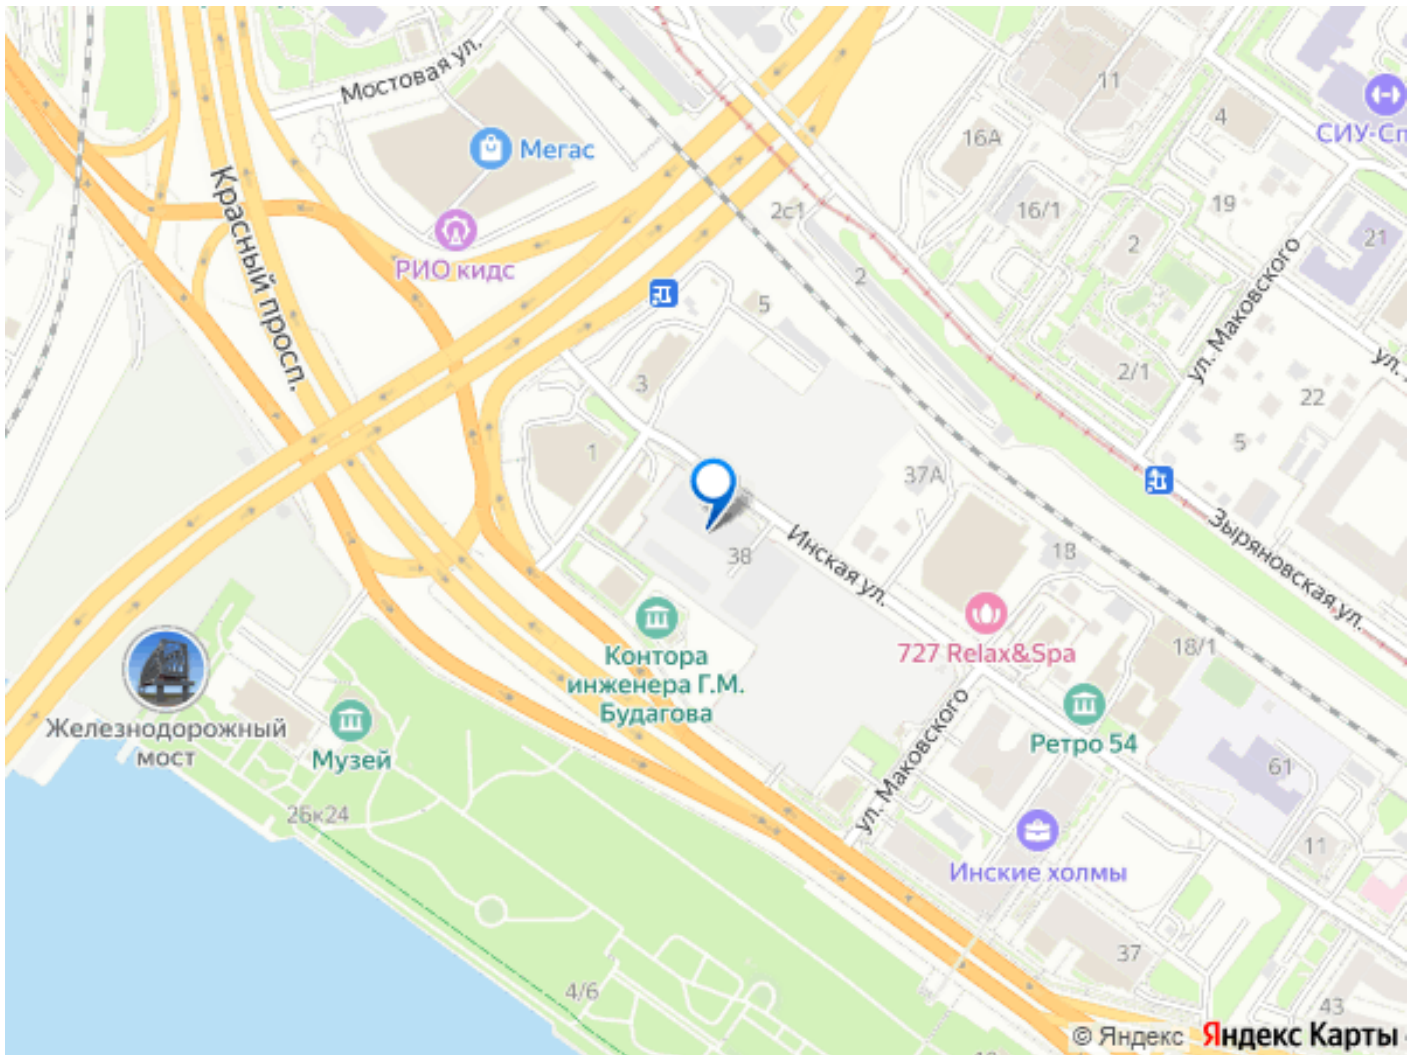 Мостовая ул.
Мегас
РИО кидс
Красный просп.
11
4
СИУ-Сп
16А
16/1
19
2
21
2с1
2
5
ул. Маковского
2/1
ул.
22
5
3
1
37А
38
Инская ул.
18
Зыряновская ул.
727 Relax&Spa
18/1
Контора
инженера Г.М.
Будагова
Железнодорожный
мост
Музей
2Бк24
ул. Маковского
Ретро 54
61
11
Инские холмы
37
4/6
43
10
© Яндекс
Яндекс Карты